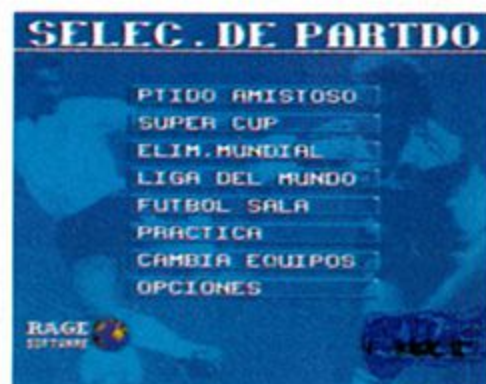 SELEC.DE PARTDO
PTIDO AMISTOSO
SUPER CUP
ELIM.MUNDIAL
LIGA DEL MUNDO
FUTBOL SALA
PRACTICA
CAMBIA EQUIPOS
OPCIONES
RAGE
SOFTWARE